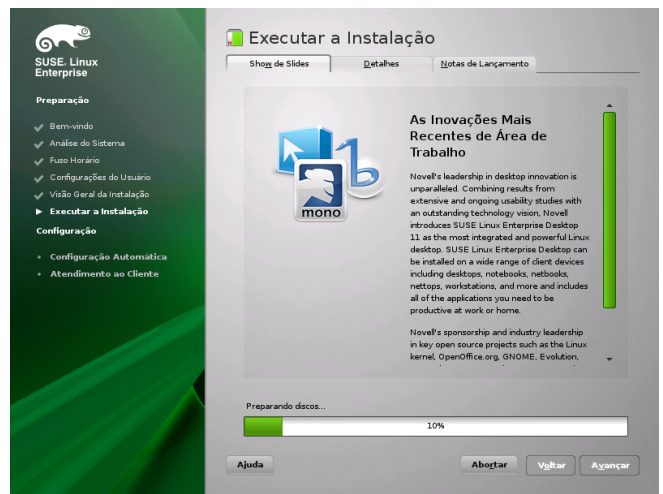 SUSE. Linux
Enterprise
Preparação
Bem-vindo
Análise do Sistema
Fuso Horário
Configurações do Usuário
Visão Geral da Instalação
Executar a Instalação
Configuração
Configuração Automática
Atendimento ao Cliente
Executar a Instalação
Show de Slides
Detalhes
Notas de Lançamento
mono
As Inovações Mais
Recentes de Área de
Trabalho
Novell's leadership in desktop innovation is
unparalleled. Combining results from
extensive and ongoing usability studies with
an outstanding technology vision, Novell
introduces SUSE Linux Enterprise Desktop
11 as the most integrated and powerful Linux
desktop. SUSE Linux Enterprise Desktop can
be installed on a wide range of client devices
including desktops, notebooks, netbooks,
nettops, workstations, and more and includes
all of the applications you need to be
productive at work or home.
Novell's sponsorship and industry leadership
in key open source projects such as the Linux
kernel, OpenOffice.org, GNOME, Evolution,
Preparando discos...
10%
Ajuda
Abortar
Voltar
Avançar